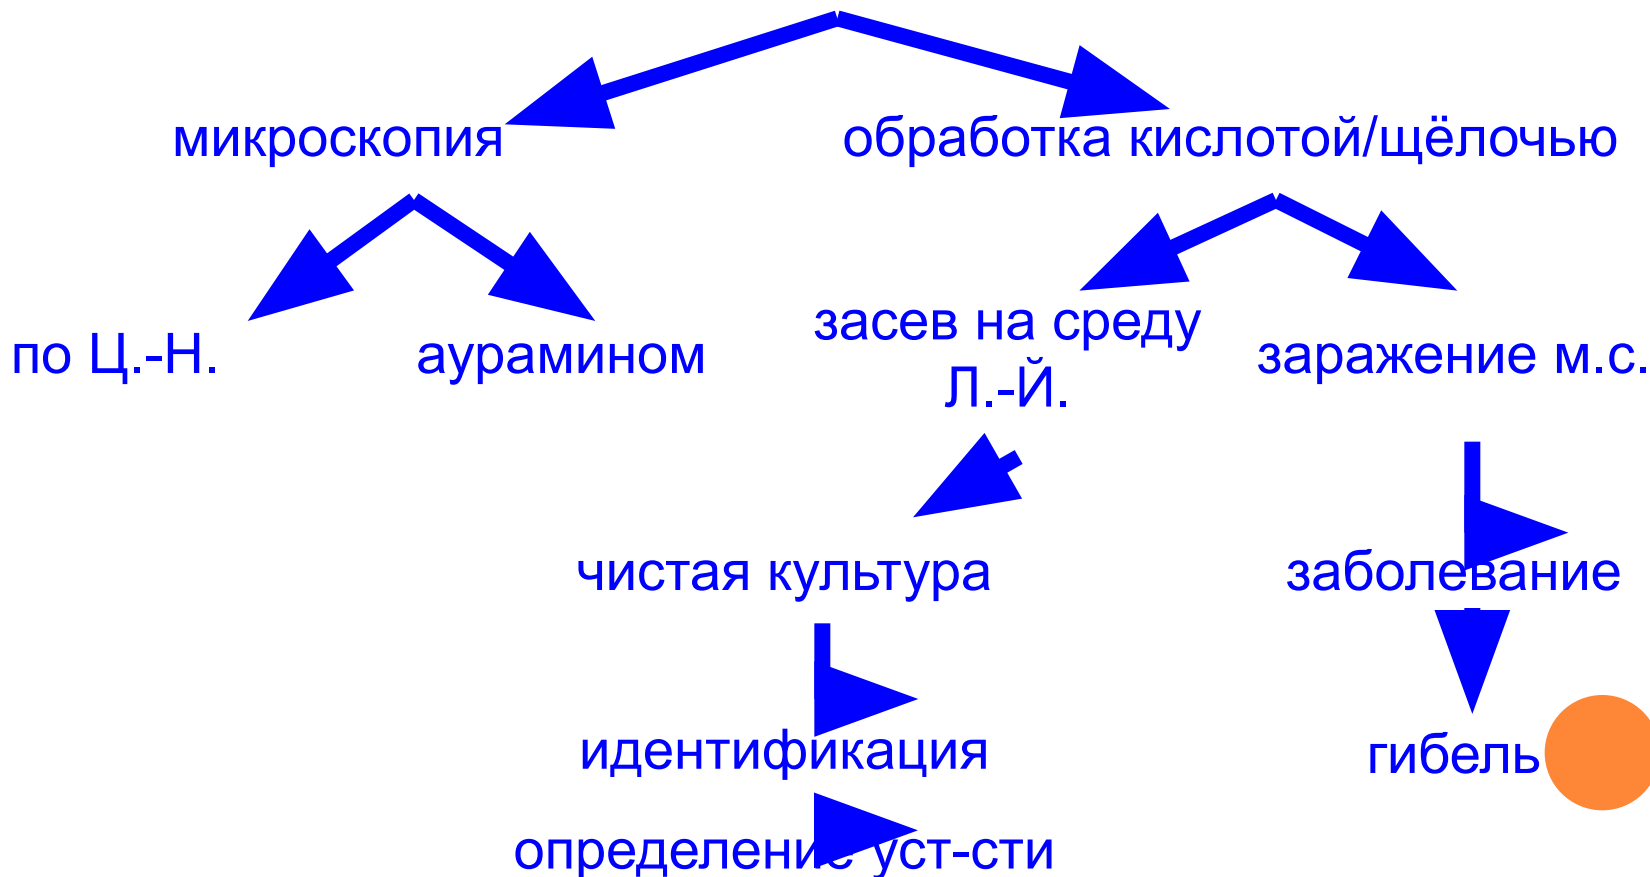 микроскопия
обработка кислотой/щёлочью
по Ц.-Н.
аурамином
засев на среду
Л.-Й.
заражение м.с.
чистая культура
заболевание
идентификация
гибель
определение уст-сти